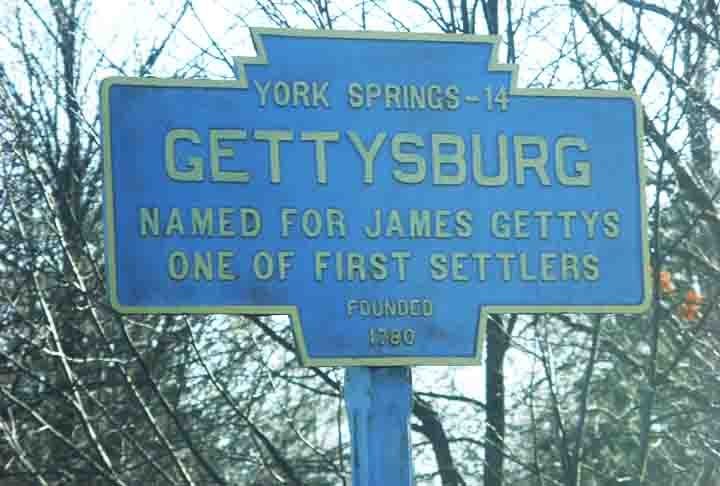 YORK SPRINGS-14
GETTYSBURG
NAMED FOR JAMES GETTYS
ONE OF FIRST SETTLERS
FOUNDED
1780